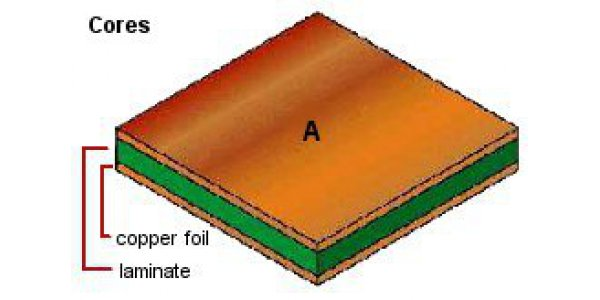 Cores
A
copper foil
laminate